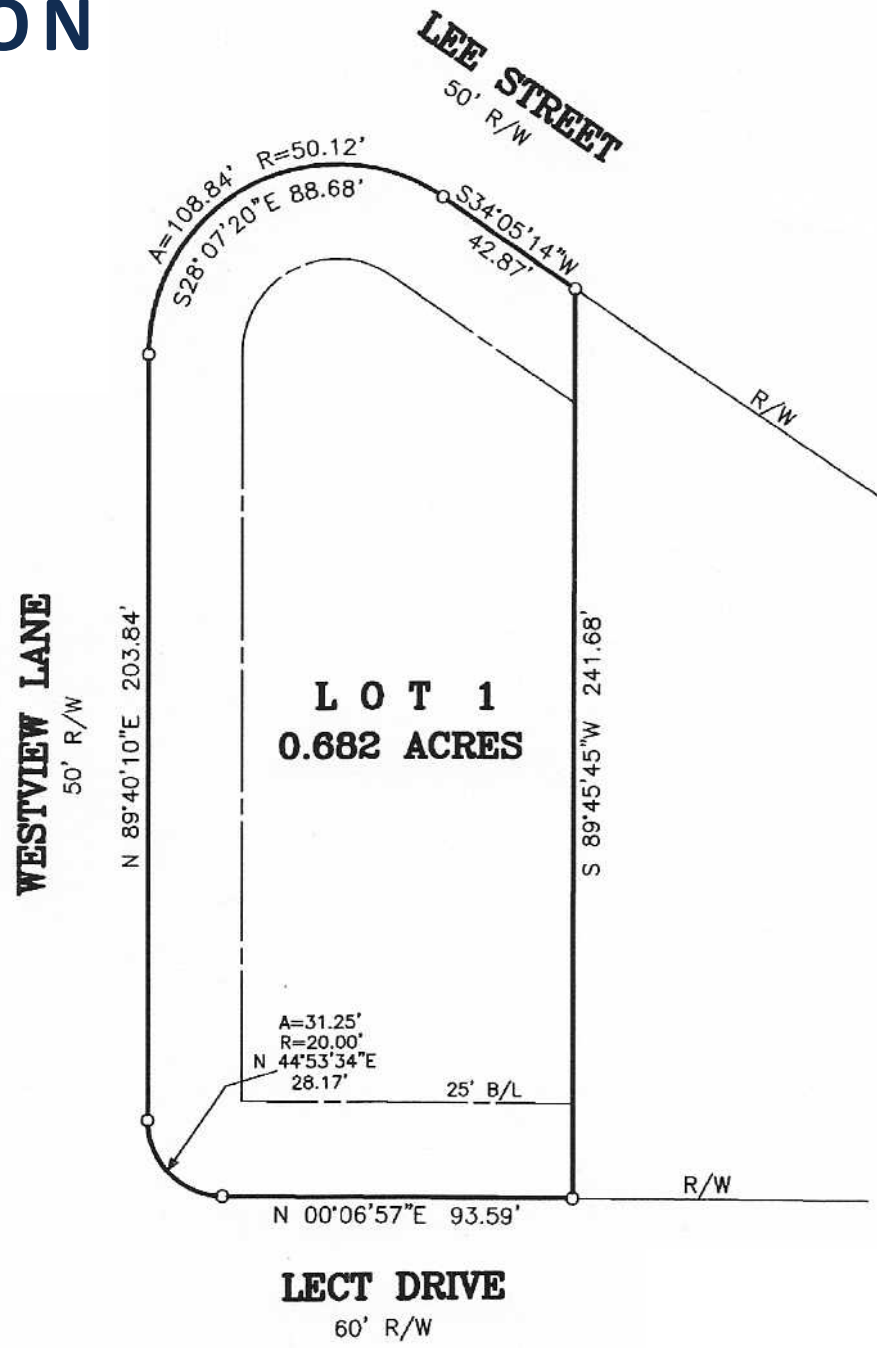 ON
LEE STREET
50' R/W
A=108.84' R=50.12'
S28°07'20"E 88.68'
S34°05'14"W
42.87'
R/W
WESTVIEW LANE
50' R/W
N 89°40'10"E 203.84'
LOT 1
0.682 ACRES
S 89°45'45"W 241.68'
A=31.25'
R=20.00'
N 44°53'34"E
28.17'
25' B/L
R/W
N 00°06'57"E 93.59'
LECT DRIVE
60' R/W